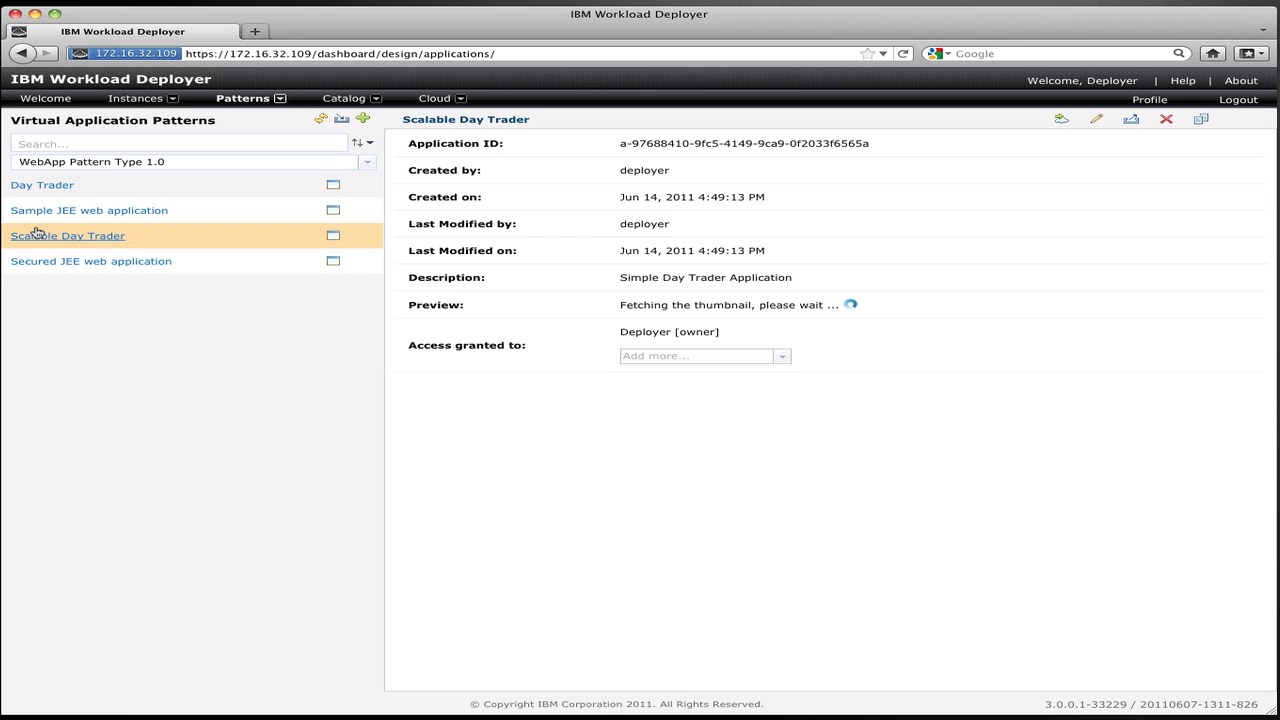 IBM Workload Deployer
IBM Workload Deployer
172.16.32.109 https://172.16.32.109/dashboard/design/applications/
Google
IBM Workload Deployer
Welcome, Deployer | Help | About
Welcome Instances Patterns Catalog Cloud
Profile Logout
Virtual Application Patterns
Search...
WebApp Pattern Type 1.0
Day Trader
Sample JEE web application
Scalable Day Trader
Secured JEE web application
Scalable Day Trader
Application ID: a-97688410-9fc5-4149-9ca9-0f2033f6565a
Created by: deployer
Created on: Jun 14, 2011 4:49:13 PM
Last Modified by: deployer
Last Modified on: Jun 14, 2011 4:49:13 PM
Description: Simple Day Trader Application
Preview: Fetching the thumbnail, please wait ...
Access granted to: Deployer [owner]
Add more...
© Copyright IBM Corporation 2011. All Rights Reserved.
3.0.0.1-33229 / 20110607-1311-826